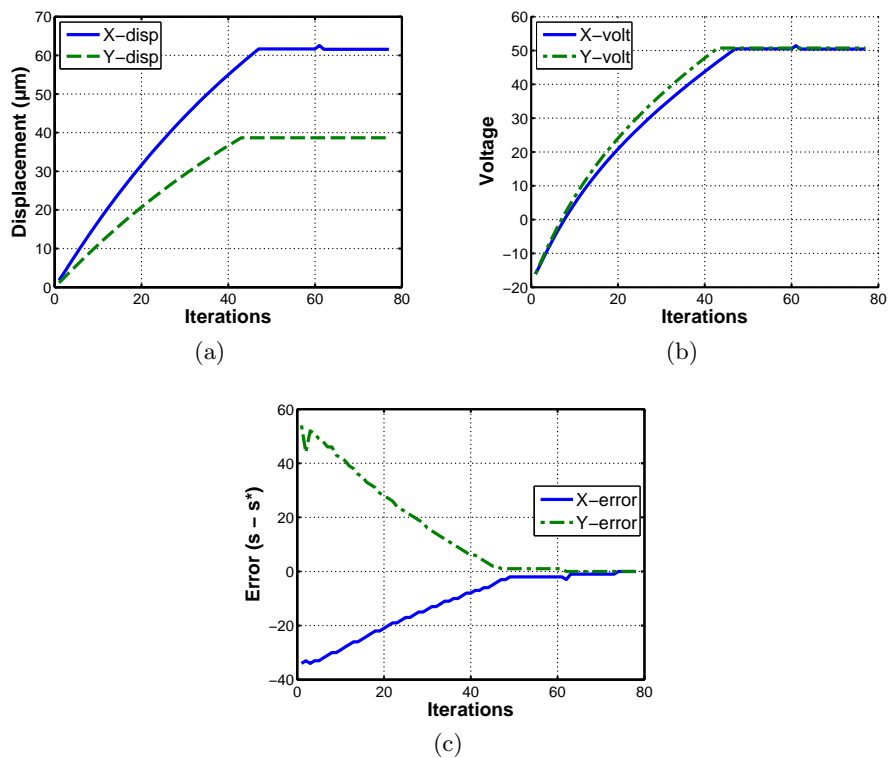 70
60
50
40
30
20
10
0
0 20 40 60 80
Displacement (µm)
Iterations
X−disp
Y−disp
(a)
60
50
40
30
20
10
0
−10
−20
0 20 40 60 80
Voltage
Iterations
X−volt
Y−volt
(b)
60
40
20
0
−20
−40
0 20 40 60 80
Error (s − s*)
Iterations
X−error
Y−error
(c)